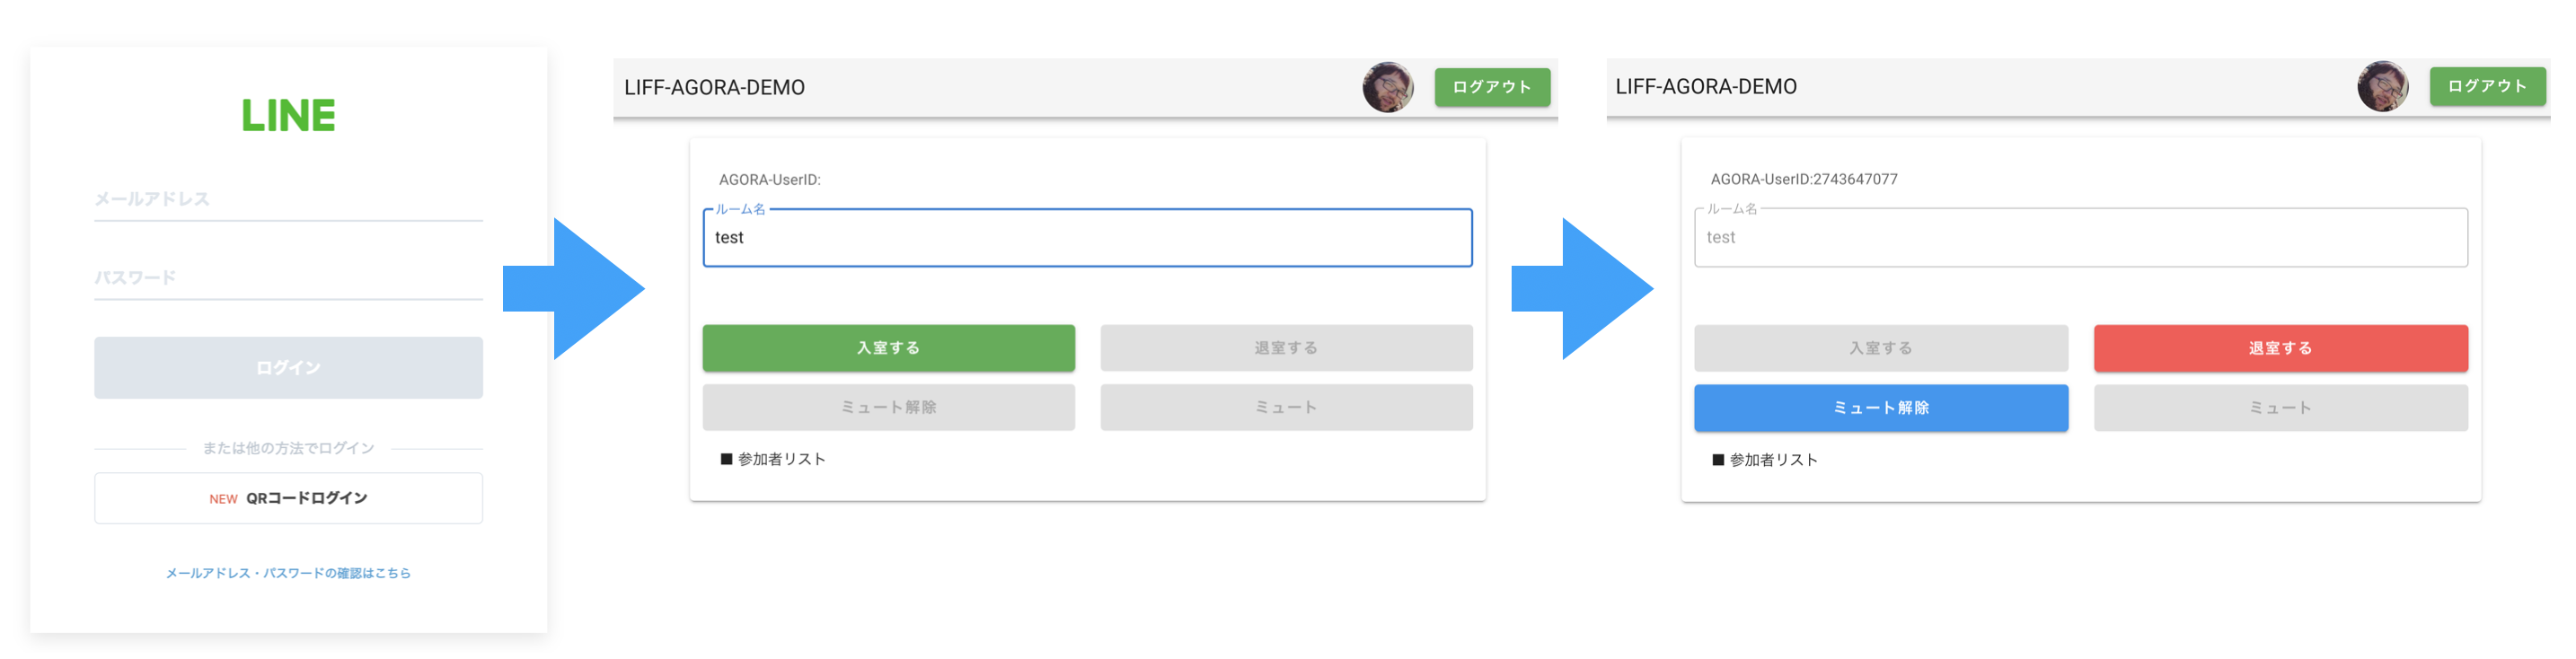 LINE
メールアドレス
パスワード
ログイン
または他の方法でログイン
NEW QRコードログイン
メールアドレス・パスワードの確認はこちら
LIFF-AGORA-DEMO
ログアウト
AGORA-UserID:
ルーム名
test
入室する
退室する
ミュート解除
ミュート
■ 参加者リスト
LIFF-AGORA-DEMO
ログアウト
AGORA-UserID:2743647077
ルーム名
test
入室する
退室する
ミュート解除
ミュート
■ 参加者リスト